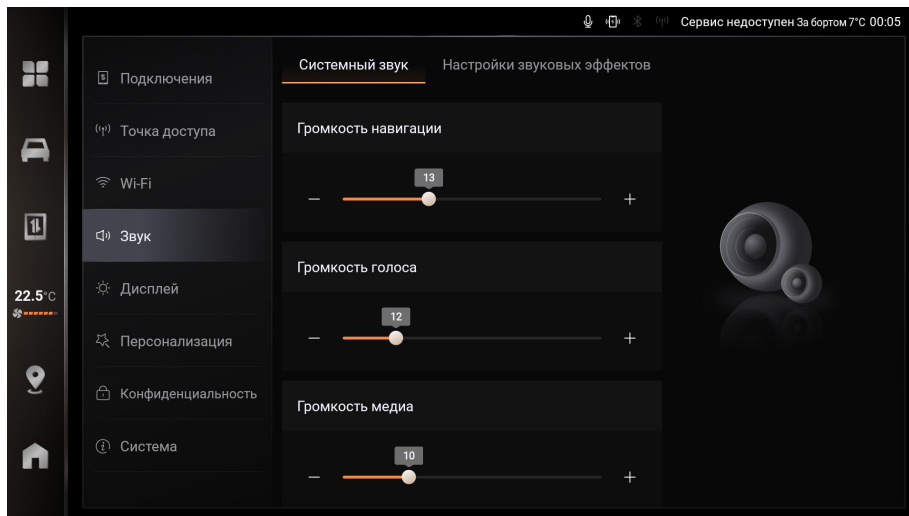 Сервис недоступен За бортом 7°C 00:05
Подключения
Точка доступа
Wi-Fi
Звук
Дисплей
Персонализация
Конфиденциальность
Система
22.5°C
Системный звук Настройки звуковых эффектов
Громкость навигации
13
− +
Громкость голоса
12
− +
Громкость медиа
10
− +